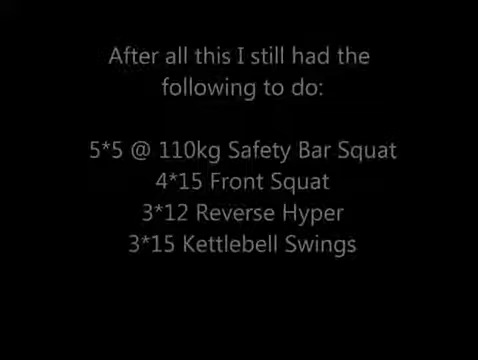 After all this I still had the
following to do:
5*5 @ 110kg Safety Bar Squat
4*15 Front Squat
3*12 Reverse Hyper
3*15 Kettlebell Swings